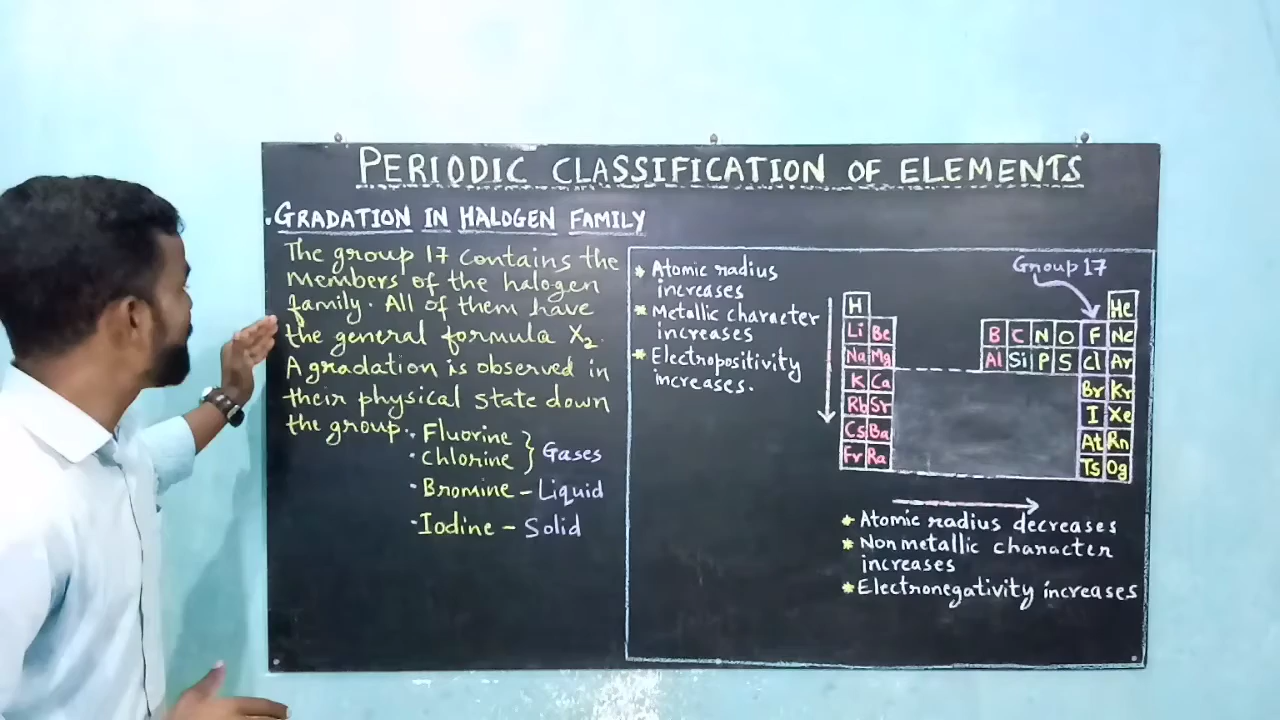 PERIODIC CLASSIFICATION OF ELEMENTS
. GRADATION IN HALOGEN FAMILY
The group 17 contains the
members of the halogen
family. All of them have
the general formula X₂.
A gradation is observed in
their physical state down
the group.
· Fluorine
· Chlorine } Gases
· Bromine - Liquid
· Iodine - Solid
* Atomic radius
increases
* Metallic character
increases
* Electropositivity
increases.
Group 17
H He
Li Be B C N O F Ne
Na Mg Al Si P S Cl Ar
K Ca Br Kr
Rb Sr I Xe
Cs Ba At Rn
Fr Ra Ts Og
* Atomic radius decreases
* Nonmetallic character
increases
* Electronegativity increases